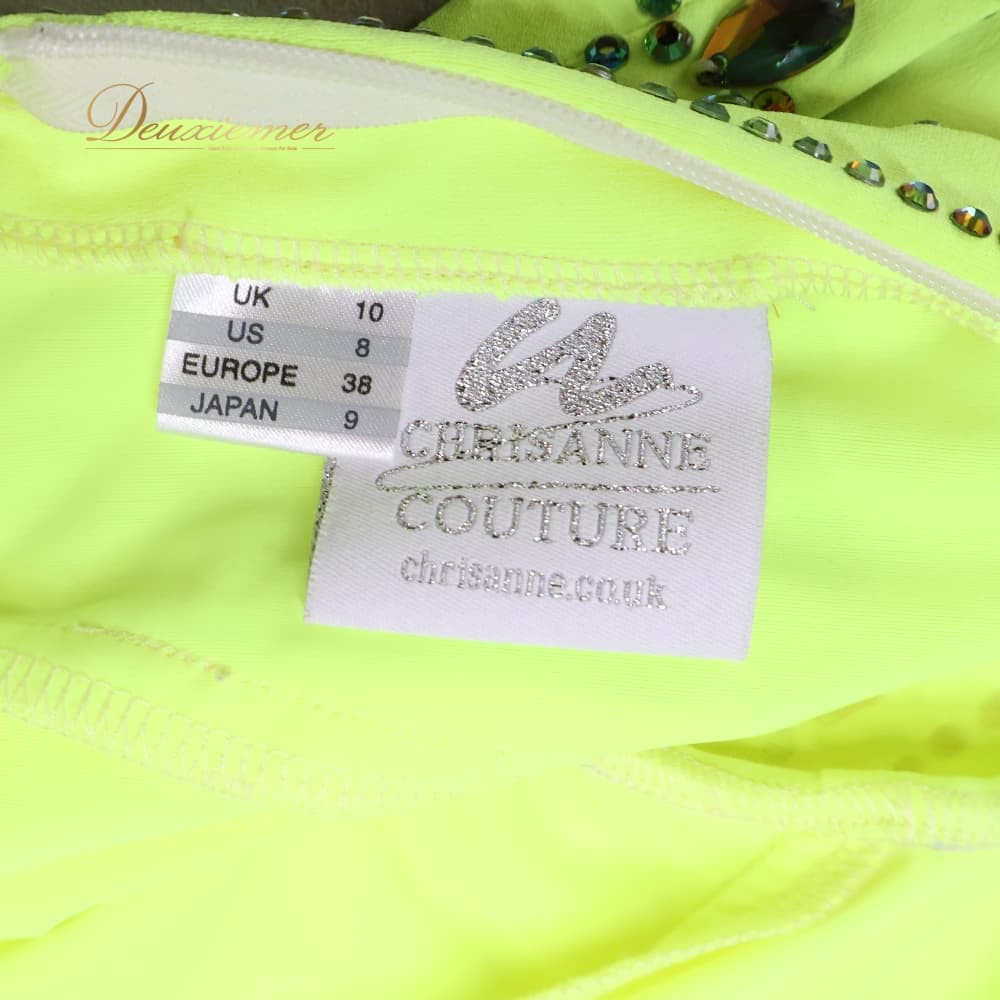 Deuxiemer
UK 10
US 8
EUROPE 38
JAPAN 9
CHRISANNE
COUTURE
chrisanne.co.uk